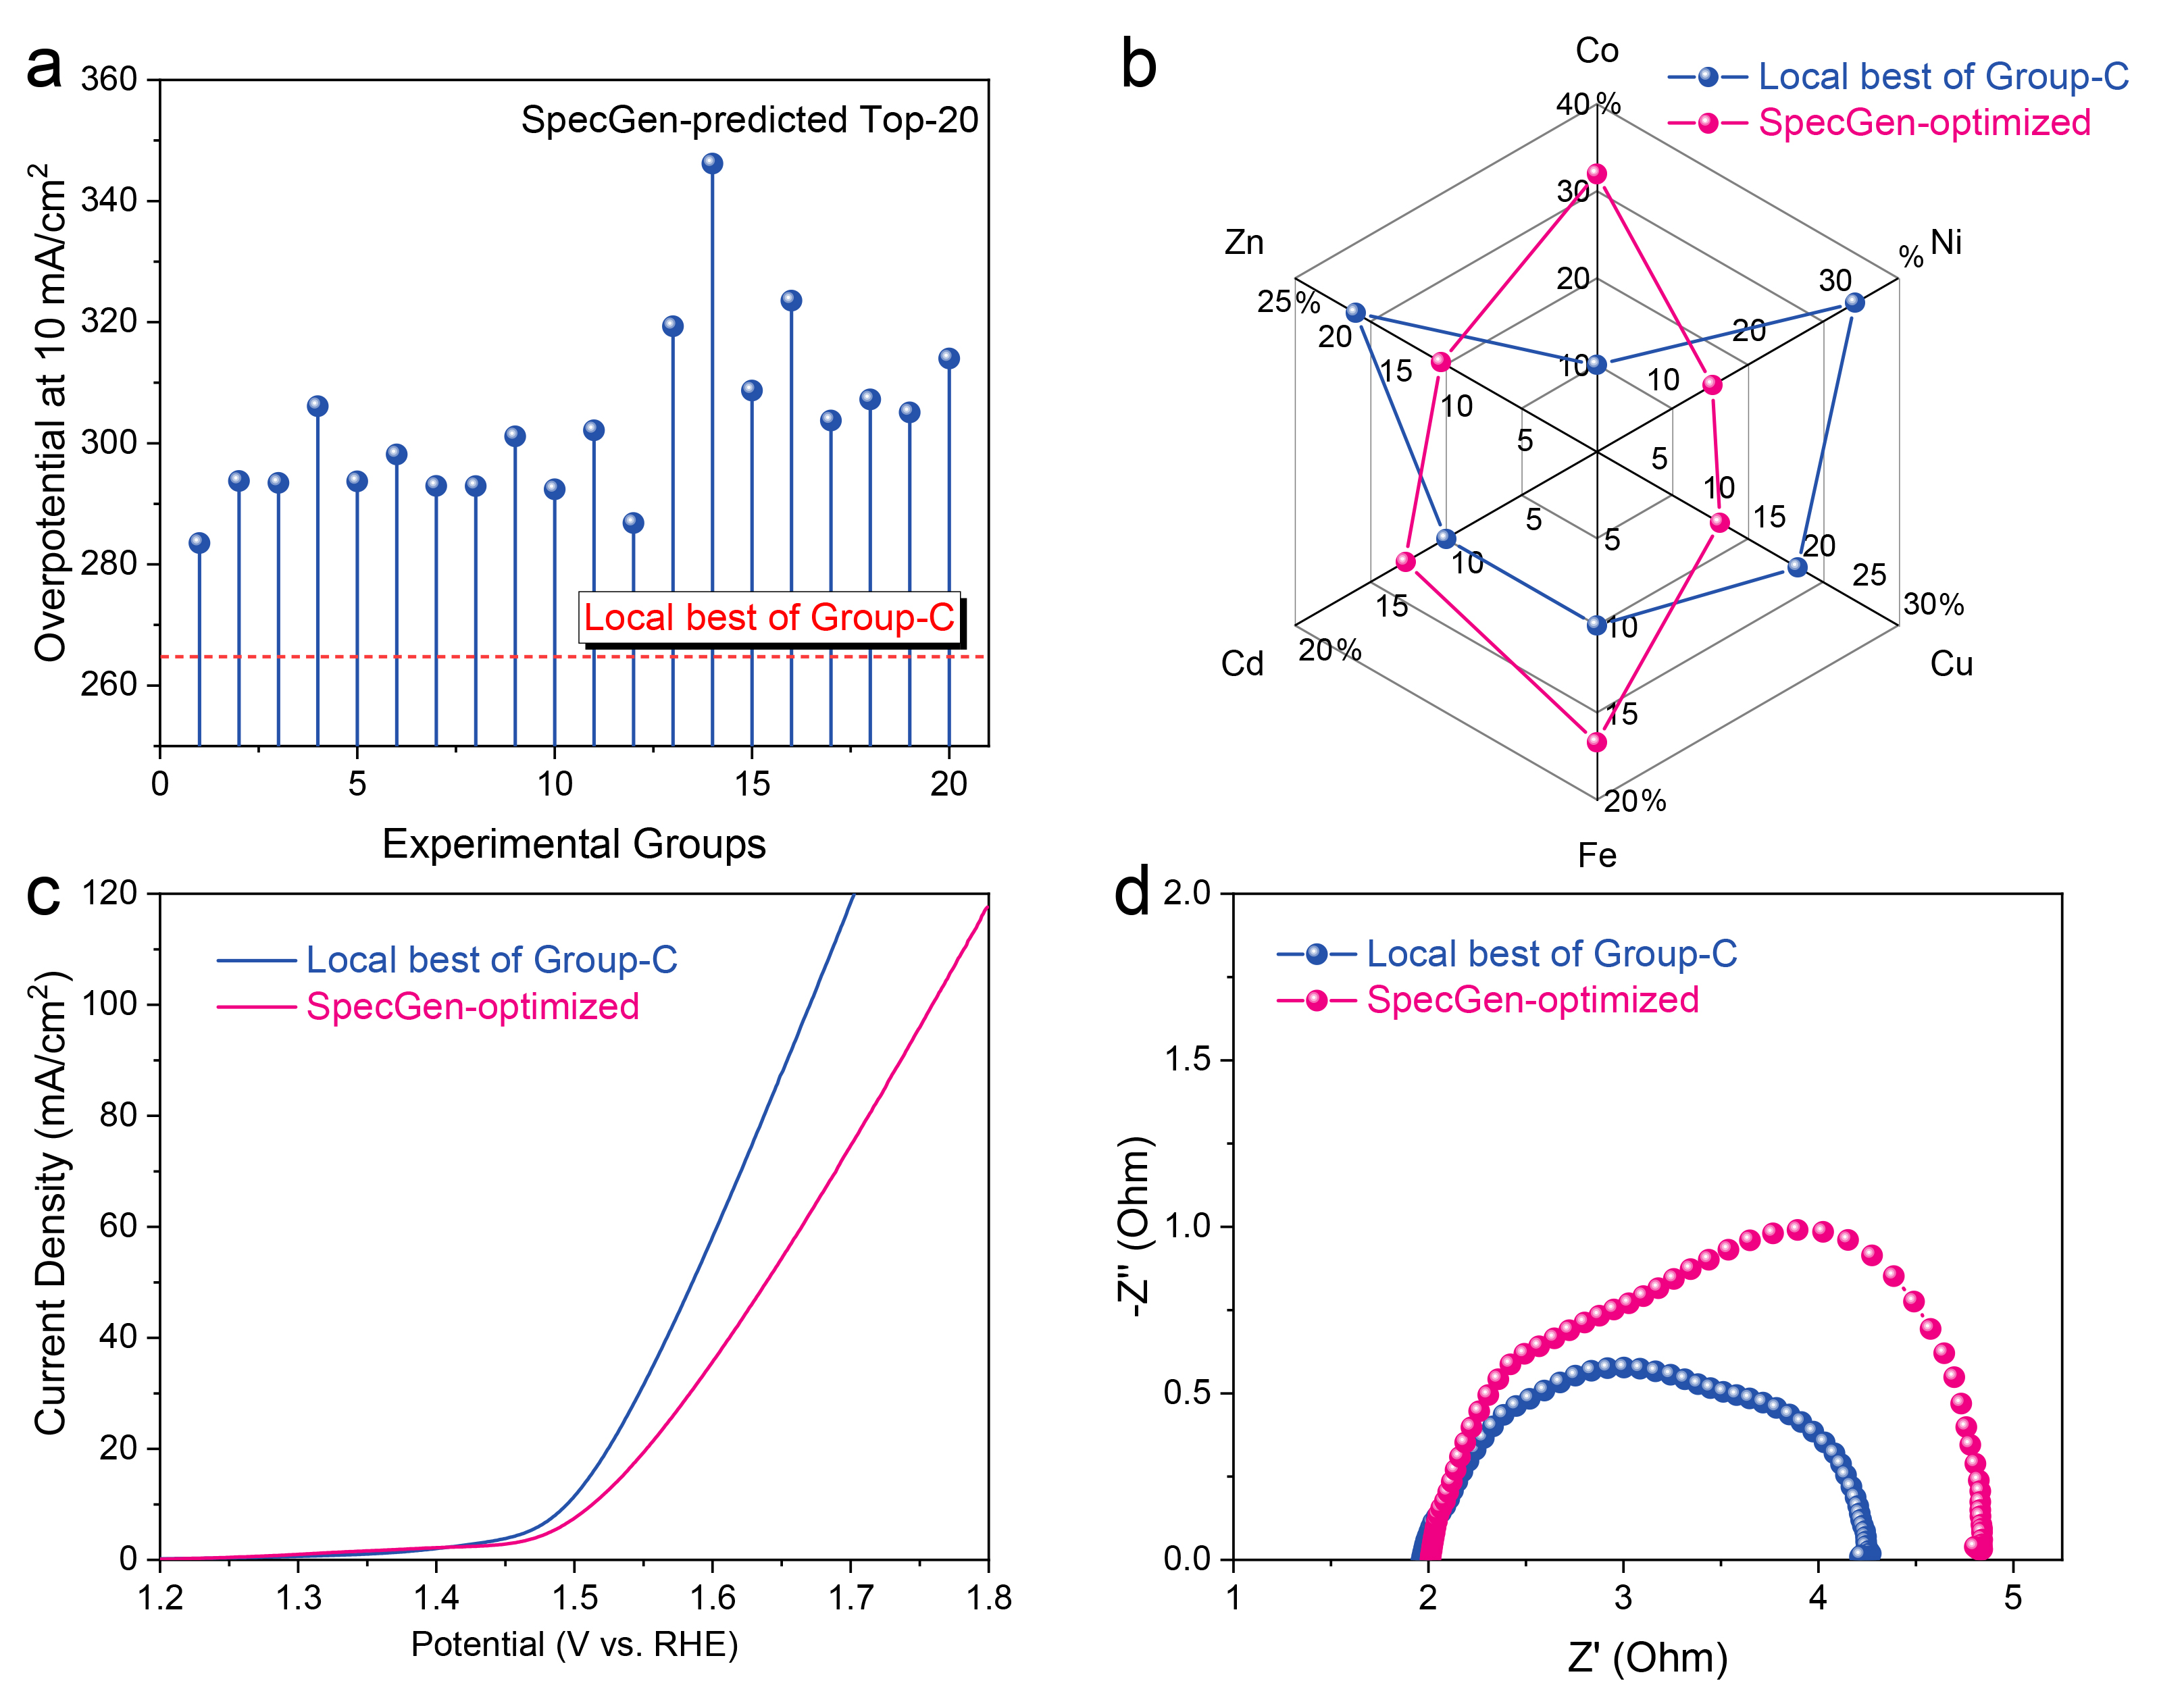 a
360
340
320
300
280
260
Overpotential at 10 mA/cm²
SpecGen-predicted Top-20
Local best of Group-C
0
5
10
15
20
Experimental Groups
b
Local best of Group-C
SpecGen-optimized
Co
40%
30
20
10
Ni
%
30
20
10
Cu
5
10
15
20
25
30%
Fe
5
10
15
20%
Cd
5
10
15
20%
Zn
25%
20
15
10
5
c
120
100
80
60
40
20
0
Current Density (mA/cm²)
Local best of Group-C
SpecGen-optimized
1.2
1.3
1.4
1.5
1.6
1.7
1.8
Potential (V vs. RHE)
d
2.0
1.5
1.0
0.5
0.0
-Z'' (Ohm)
Local best of Group-C
SpecGen-optimized
1
2
3
4
5
Z' (Ohm)